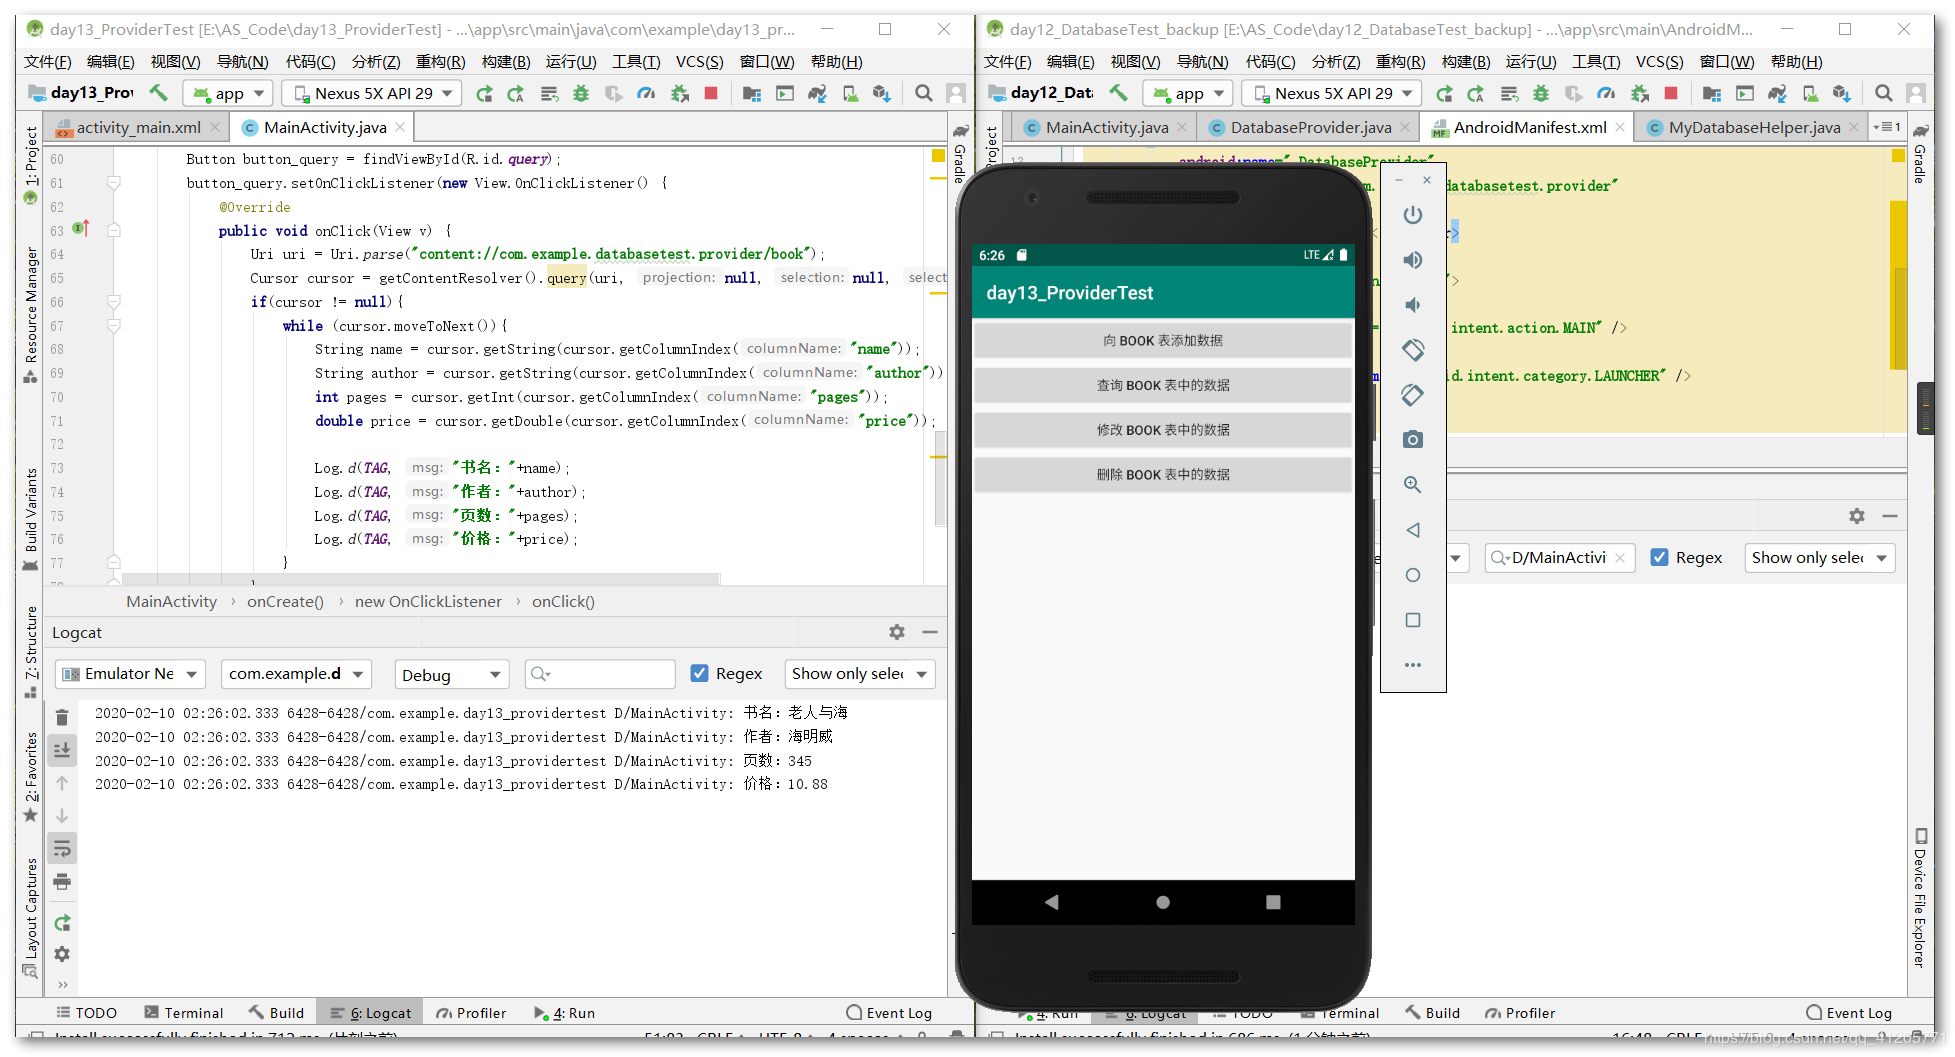 day13_ProviderTest [E:\AS_Code\day13_ProviderTest] - ...\app\src\main\java\com\example\day13_pr...
文件(F) 编辑(E) 视图(V) 导航(N) 代码(C) 分析(Z) 重构(R) 构建(B) 运行(U) 工具(T) VCS(S) 窗口(W) 帮助(H)
day13_Prov app Nexus 5X API 29
activity_main.xml MainActivity.java
1: Project
Resource Manager
Build Variants
Z: Structure
2: Favorites
Layout Captures
Gradle
60 Button button_query = findViewById(R.id.query);
61 button_query.setOnClickListener(new View.OnClickListener() {
62 @Override
63 public void onClick(View v) {
64 Uri uri = Uri.parse("content://com.example.databasetest.provider/book");
65 Cursor cursor = getContentResolver().query(uri, projection: null, selection: null, select
66 if(cursor != null){
67 while (cursor.moveToNext()){
68 String name = cursor.getString(cursor.getColumnIndex( columnName: "name"));
69 String author = cursor.getString(cursor.getColumnIndex( columnName: "author"))
70 int pages = cursor.getInt(cursor.getColumnIndex( columnName: "pages"));
71 double price = cursor.getDouble(cursor.getColumnIndex( columnName: "price"));
72
73 Log.d(TAG, msg: "书名："+name);
74 Log.d(TAG, msg: "作者："+author);
75 Log.d(TAG, msg: "页数："+pages);
76 Log.d(TAG, msg: "价格："+price);
77 }
MainActivity › onCreate() › new OnClickListener › onClick()
Logcat
Emulator Ne com.example.d Debug Regex Show only selec
2020-02-10 02:26:02.333 6428-6428/com.example.day13_providertest D/MainActivity: 书名：老人与海
2020-02-10 02:26:02.333 6428-6428/com.example.day13_providertest D/MainActivity: 作者：海明威
2020-02-10 02:26:02.333 6428-6428/com.example.day13_providertest D/MainActivity: 页数：345
2020-02-10 02:26:02.333 6428-6428/com.example.day13_providertest D/MainActivity: 价格：10.88
TODO Terminal Build 6: Logcat Profiler 4: Run Event Log
day12_DatabaseTest_backup [E:\AS_Code\day12_DatabaseTest_backup] - ...\app\src\main\AndroidM...
文件(F) 编辑(E) 视图(V) 导航(N) 代码(C) 分析(Z) 重构(R) 构建(B) 运行(U) 工具(T) VCS(S) 窗口(W) 帮助(H)
day12_Data app Nexus 5X API 29
MainActivity.java DatabaseProvider.java AndroidManifest.xml MyDatabaseHelper.java 1
roject
android:name=".DatabaseProvider"
databasetest.provider"
r>
">
intent.action.MAIN" />
d.intent.category.LAUNCHER" />
Gradle
Device File Explorer
D/MainActivi Regex Show only selec
6:26 LTE
day13_ProviderTest
向 BOOK 表添加数据
查询 BOOK 表中的数据
修改 BOOK 表中的数据
删除 BOOK 表中的数据
4: Run 6: Logcat TODO Terminal Build Profiler Event Log
https://blog.csdn.net/qq_41205771